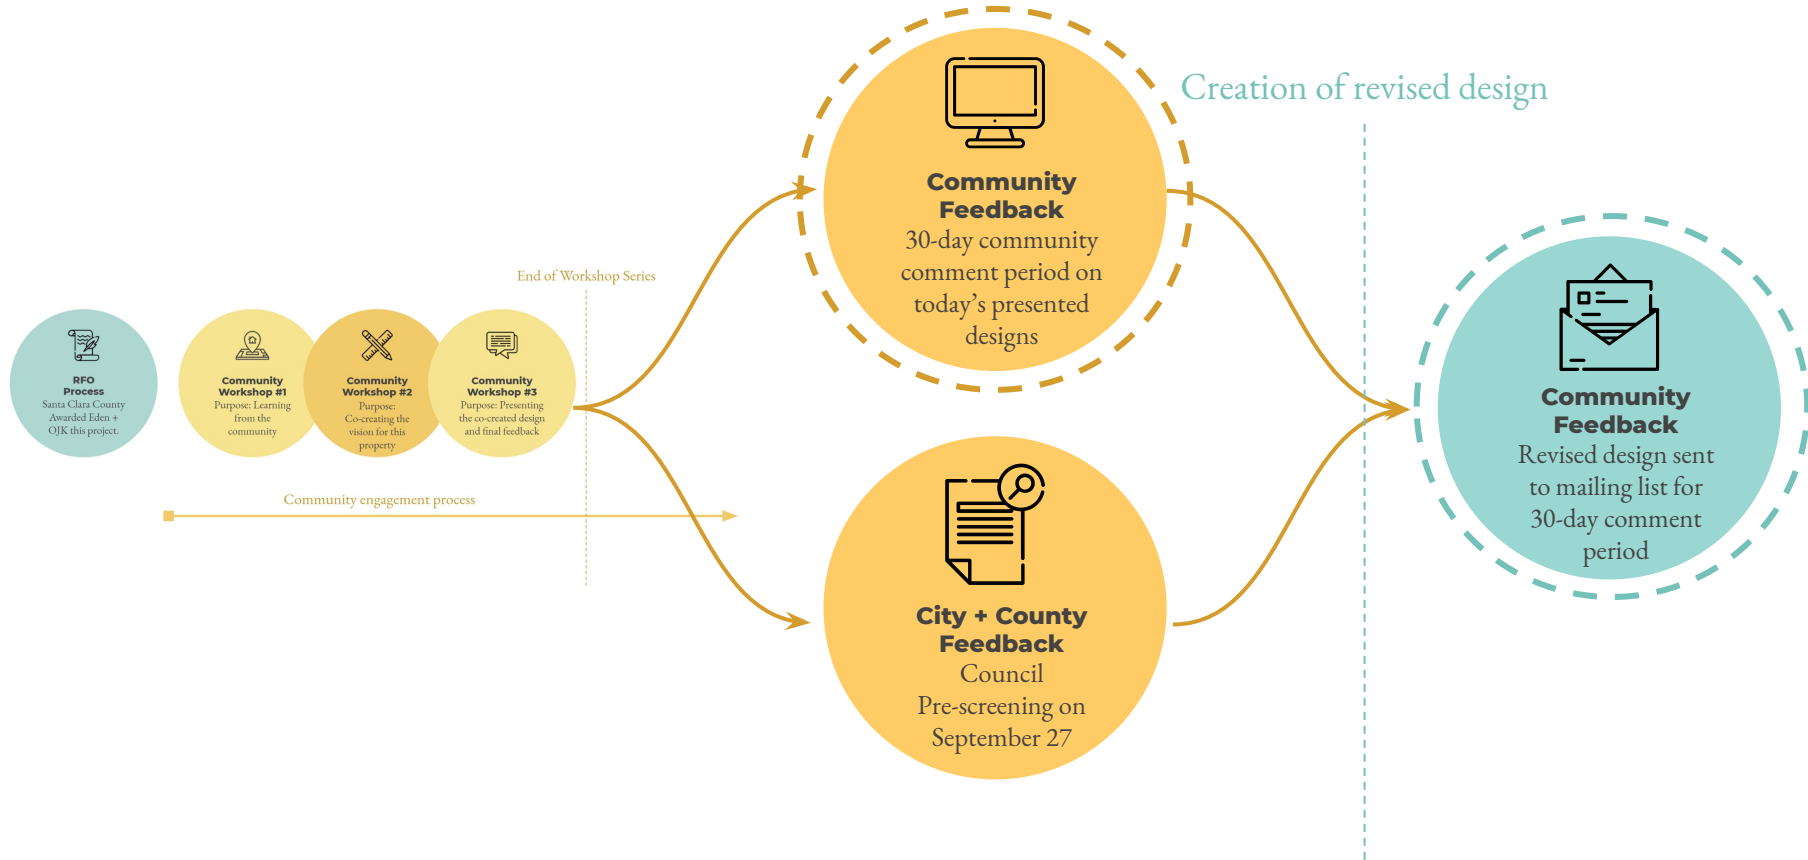 RFO
Process
Santa Clara County
Awarded Eden +
OJK this project.
Community
Workshop #1
Purpose: Learning
from the
community
Community
Workshop #2
Purpose:
Co-creating the
vision for this
property
Community
Workshop #3
Purpose: Presenting
the co-created design
and final feedback
End of Workshop Series
Community engagement process
Community
Feedback
30-day community
comment period on
today’s presented
designs
City + County
Feedback
Council
Pre-screening on
September 27
Creation of revised design
Community
Feedback
Revised design sent
to mailing list for
30-day comment
period